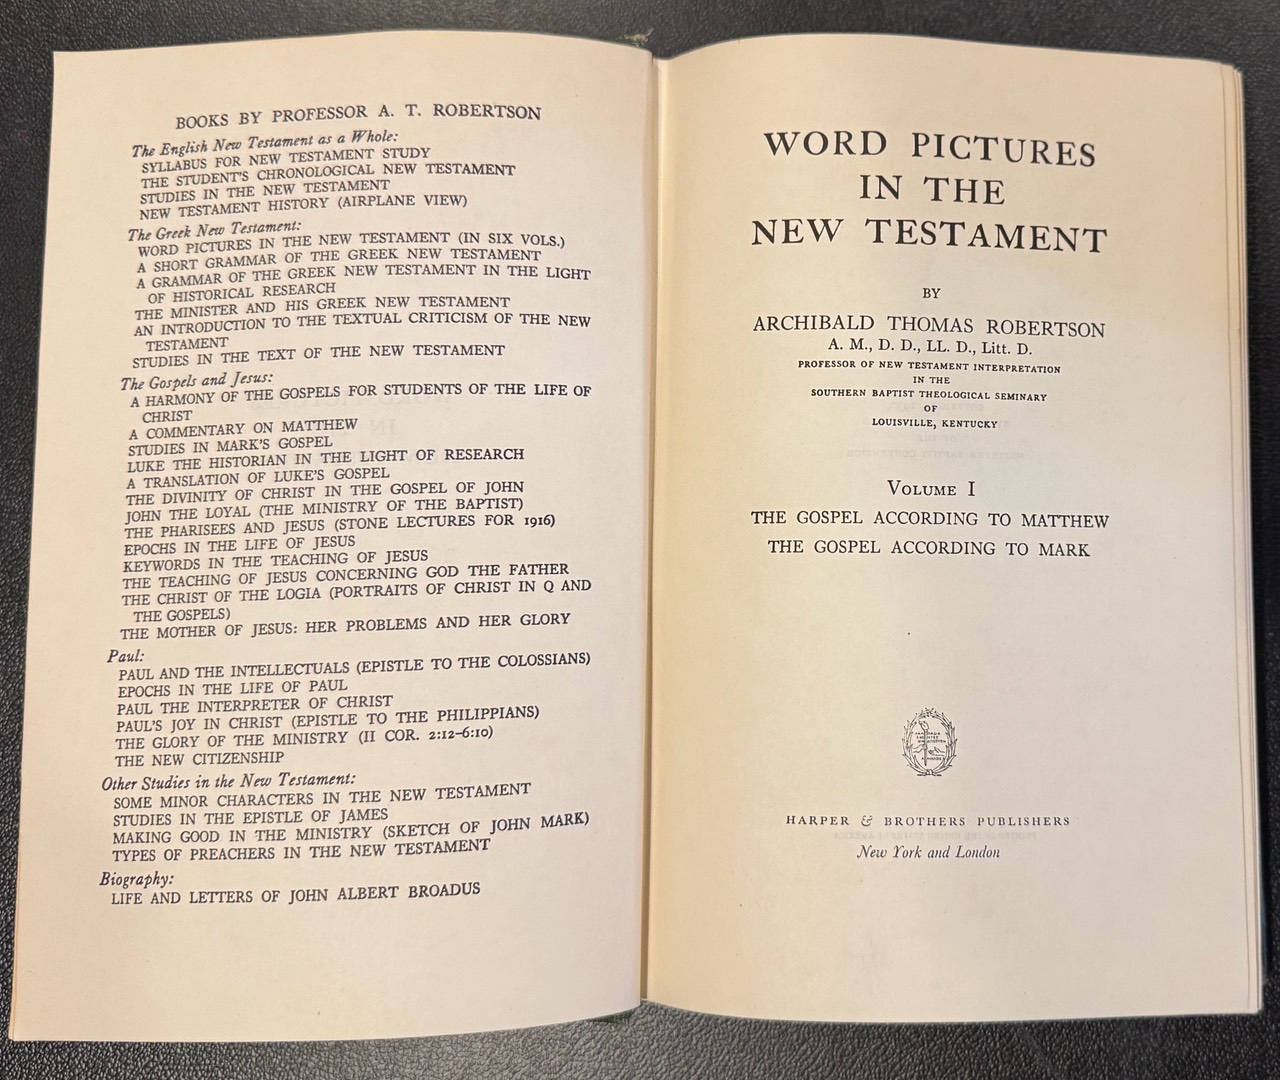 BOOKS BY PROFESSOR A. T. ROBERTSON
The English New Testament as a Whole:
SYLLABUS FOR NEW TESTAMENT STUDY
THE STUDENT'S CHRONOLOGICAL NEW TESTAMENT
STUDIES IN THE NEW TESTAMENT
NEW TESTAMENT HISTORY (AIRPLANE VIEW)
The Greek New Testament:
WORD PICTURES IN THE NEW TESTAMENT (IN SIX VOLS.)
A SHORT GRAMMAR OF THE GREEK NEW TESTAMENT
A GRAMMAR OF THE GREEK NEW TESTAMENT IN THE LIGHT
OF HISTORICAL RESEARCH
THE MINISTER AND HIS GREEK NEW TESTAMENT
AN INTRODUCTION TO THE TEXTUAL CRITICISM OF THE NEW
TESTAMENT
STUDIES IN THE TEXT OF THE NEW TESTAMENT
The Gospels and Jesus:
A HARMONY OF THE GOSPELS FOR STUDENTS OF THE LIFE OF
CHRIST
A COMMENTARY ON MATTHEW
STUDIES IN MARK'S GOSPEL
LUKE THE HISTORIAN IN THE LIGHT OF RESEARCH
A TRANSLATION OF LUKE'S GOSPEL
THE DIVINITY OF CHRIST IN THE GOSPEL OF JOHN
JOHN THE LOYAL (THE MINISTRY OF THE BAPTIST)
THE PHARISEES AND JESUS (STONE LECTURES FOR 1916)
EPOCHS IN THE LIFE OF JESUS
KEYWORDS IN THE TEACHING OF JESUS
THE TEACHING OF JESUS CONCERNING GOD THE FATHER
THE CHRIST OF THE LOGIA (PORTRAITS OF CHRIST IN Q AND
THE GOSPELS)
THE MOTHER OF JESUS: HER PROBLEMS AND HER GLORY
Paul:
PAUL AND THE INTELLECTUALS (EPISTLE TO THE COLOSSIANS)
EPOCHS IN THE LIFE OF PAUL
PAUL THE INTERPRETER OF CHRIST
PAUL'S JOY IN CHRIST (EPISTLE TO THE PHILIPPIANS)
THE GLORY OF THE MINISTRY (II COR. 2:12–6:10)
THE NEW CITIZENSHIP
Other Studies in the New Testament:
SOME MINOR CHARACTERS IN THE NEW TESTAMENT
STUDIES IN THE EPISTLE OF JAMES
MAKING GOOD IN THE MINISTRY (SKETCH OF JOHN MARK)
TYPES OF PREACHERS IN THE NEW TESTAMENT
Biography:
LIFE AND LETTERS OF JOHN ALBERT BROADUS
WORD PICTURES
IN THE
NEW TESTAMENT
BY
ARCHIBALD THOMAS ROBERTSON
A. M., D. D., LL. D., Litt. D.
PROFESSOR OF NEW TESTAMENT INTERPRETATION
IN THE
SOUTHERN BAPTIST THEOLOGICAL SEMINARY
OF
LOUISVILLE, KENTUCKY
VOLUME I
THE GOSPEL ACCORDING TO MATTHEW
THE GOSPEL ACCORDING TO MARK
HARPER & BROTHERS PUBLISHERS
New York and London